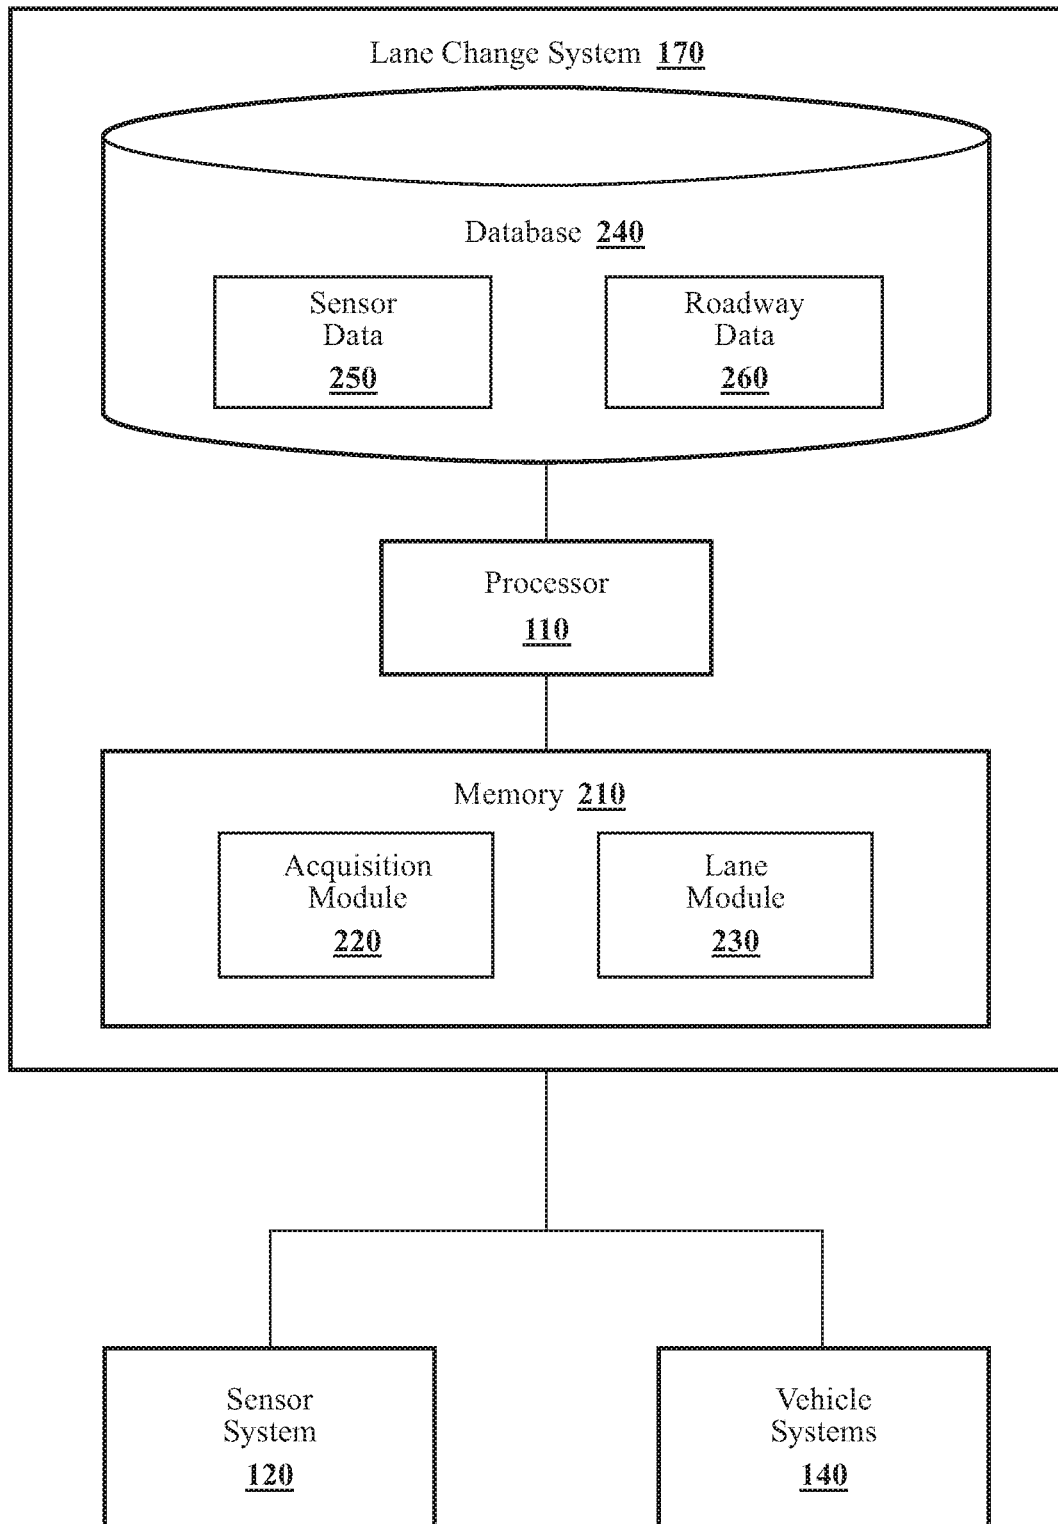 Lane Change System 170
Database 240
Sensor
Data
250
Roadway
Data
260
Processor
110
Memory 210
Acquisition
Module
220
Lane
Module
230
Sensor
System
120
Vehicle
Systems
140